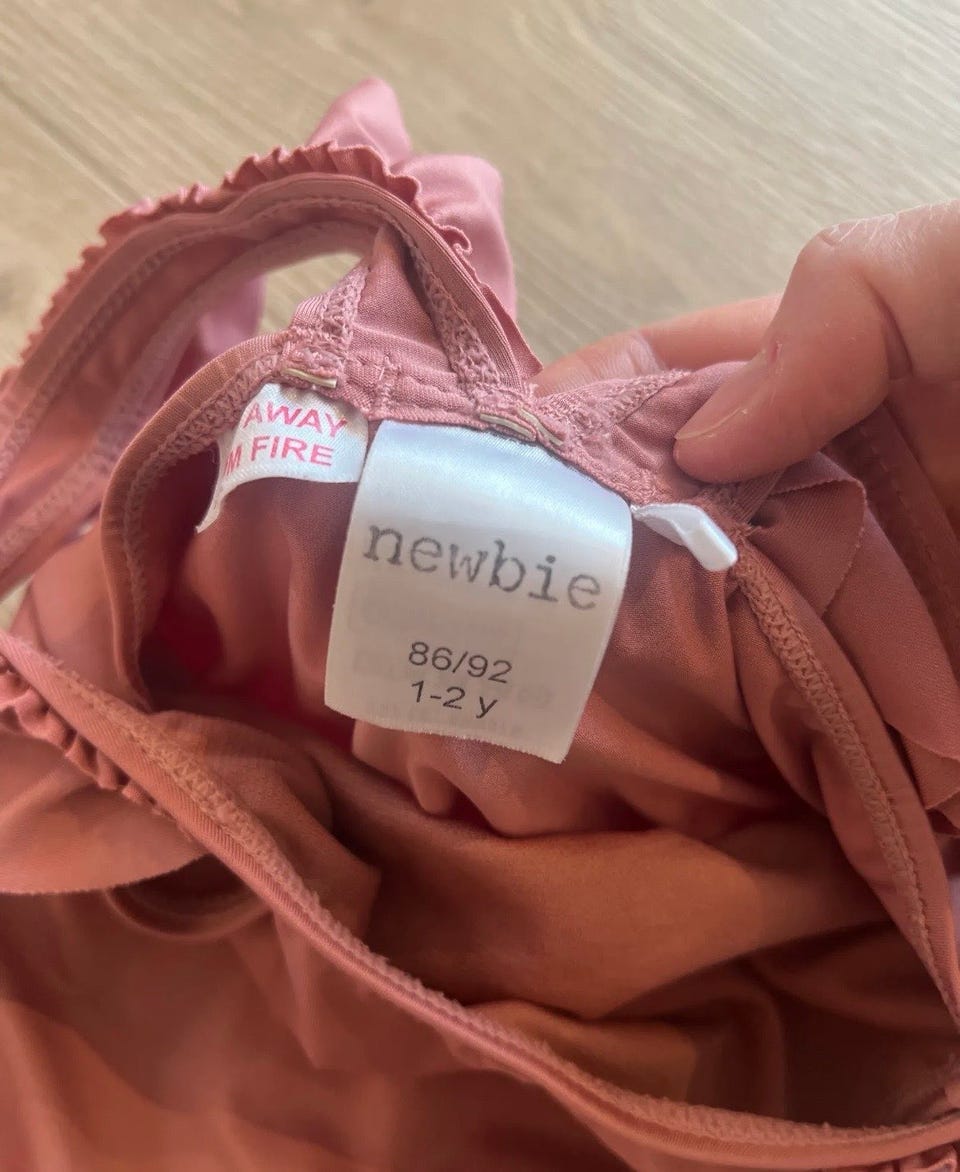 AWAY
FIRE
newbie
86/92
1-2 y